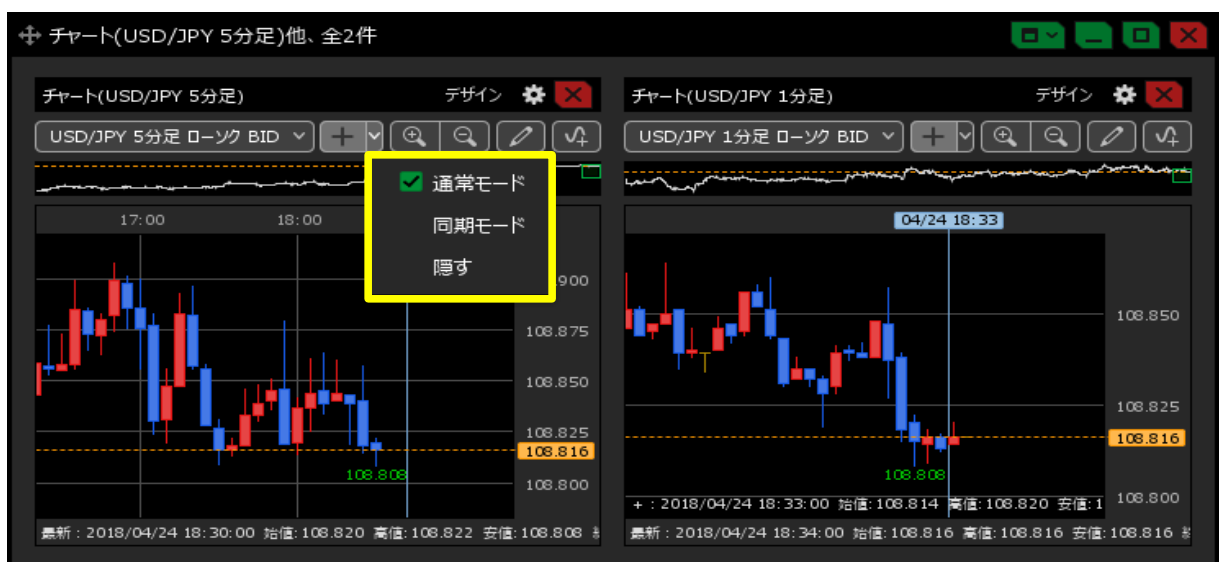 チャート(USD/JPY 5分足)他、全2件
チャート(USD/JPY 5分足)
デザイン
USD/JPY 5分足 ローソク BID
通常モード
同期モード
隠す
17:00
18:00
.900
108.875
108.850
108.825
108.816
108.800
108.808
最新 : 2018/04/24 18:30:00 始値:108.820 高値:108.822 安値:108.808
チャート(USD/JPY 1分足)
デザイン
USD/JPY 1分足 ローソク BID
04/24 18:33
108.850
108.825
108.816
108.800
108.808
+ : 2018/04/24 18:33:00 始値:108.814 高値:108.820 安値:1
最新 : 2018/04/24 18:34:00 始値:108.816 高値:108.816 安値:108.816